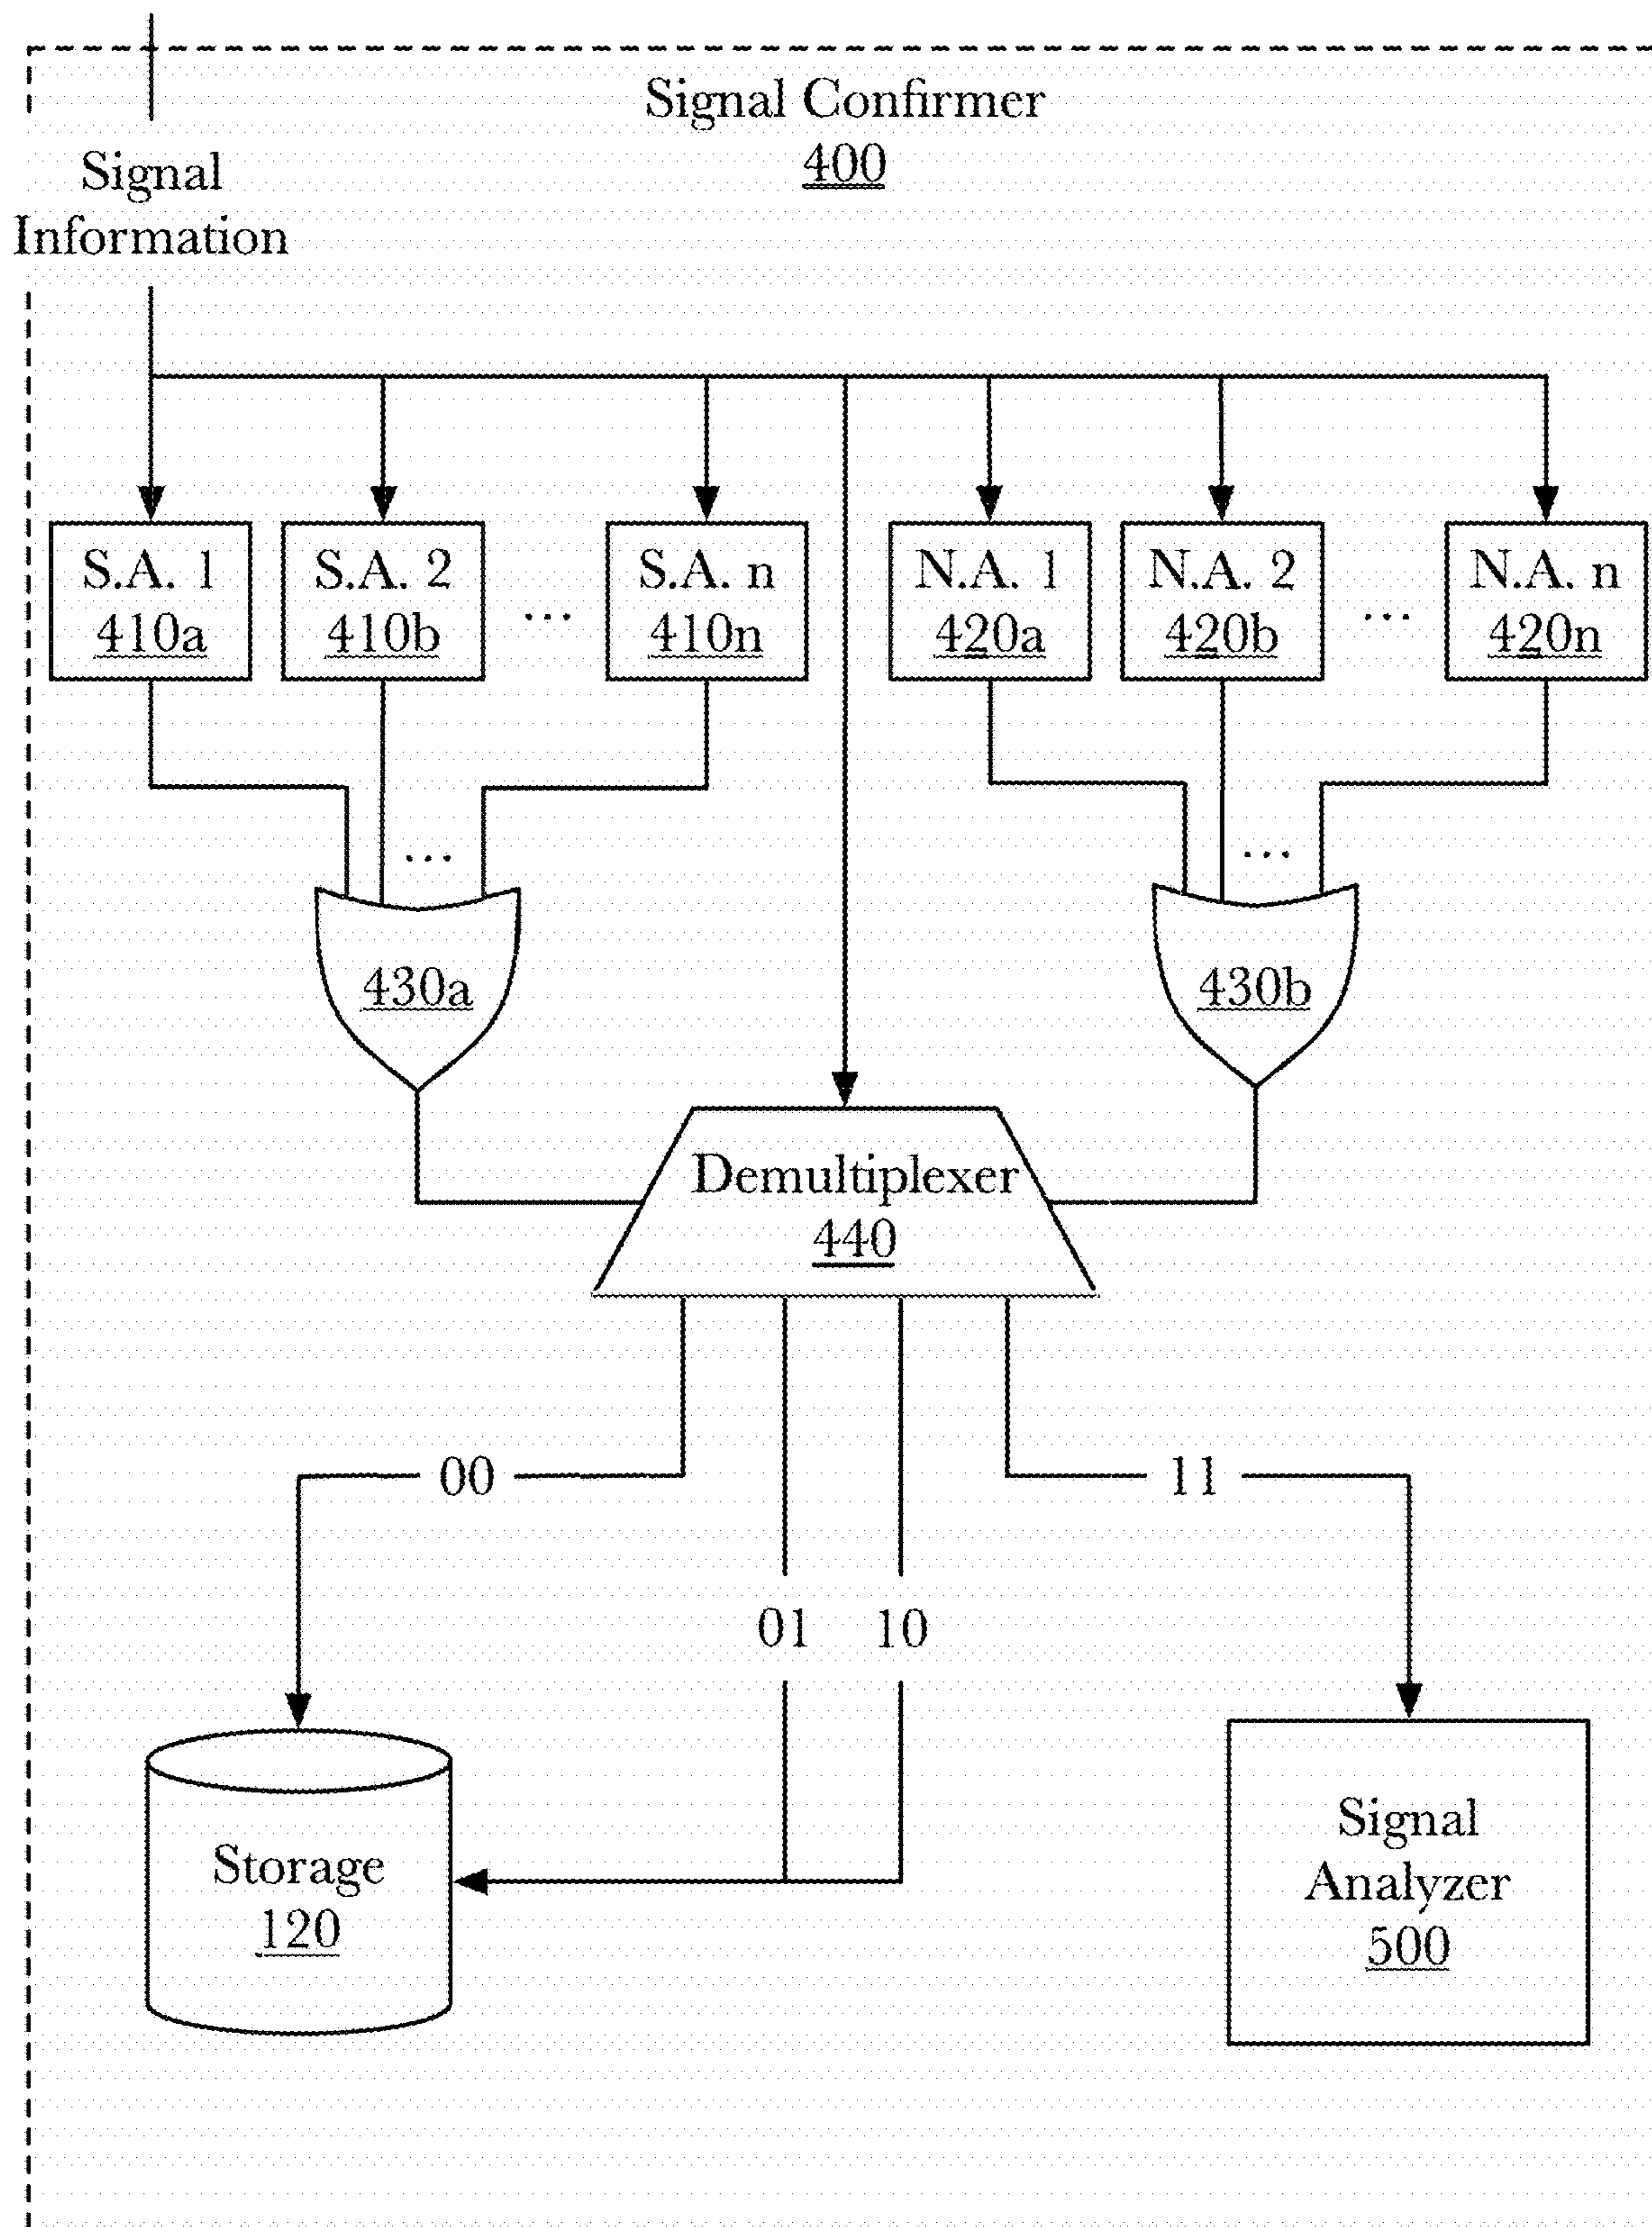 Signal Confirmer
400
Signal
Information
S.A. 1
410a
S.A. 2
410b
...
S.A. n
410n
N.A. 1
420a
N.A. 2
420b
...
N.A. n
420n
...
...
430a
430b
Demultiplexer
440
00
11
01
10
Storage
120
Signal
Analyzer
500